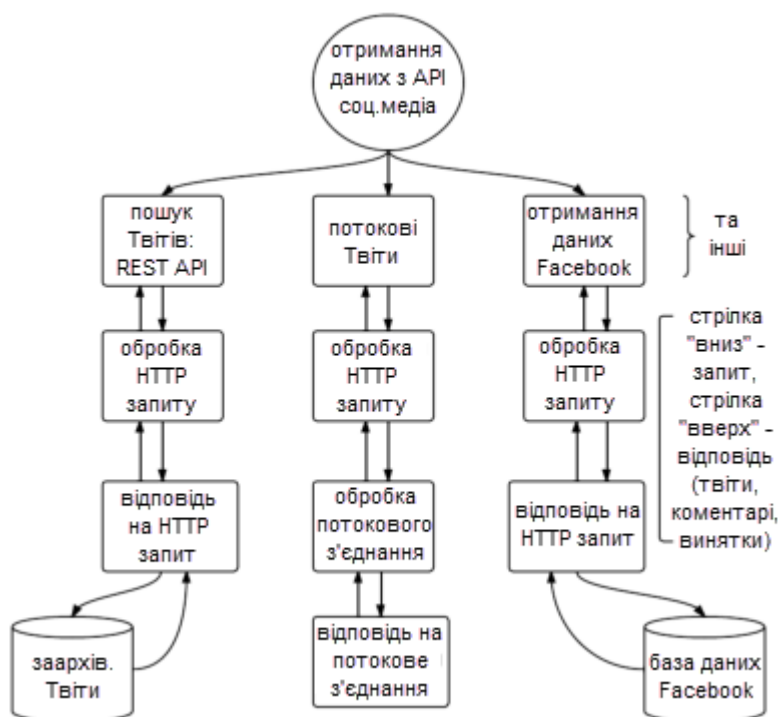 отримання
даних з API
соц.медіа
пошук
Твітів:
REST API
потокові
Твіти
отримання
даних
Facebook
та
інші
обробка
HTTP
запиту
обробка
HTTP
запиту
обробка
HTTP
запиту
стрілка
"вниз" -
запит,
стрілка
"вверх" -
відповідь
(твіти,
коментарі,
винятки)
відповідь
на HTTP
запит
обробка
потокового
з'єднання
відповідь на
HTTP запит
заархів.
Твіти
відповідь на
потокове
з'єднання
база даних
Facebook